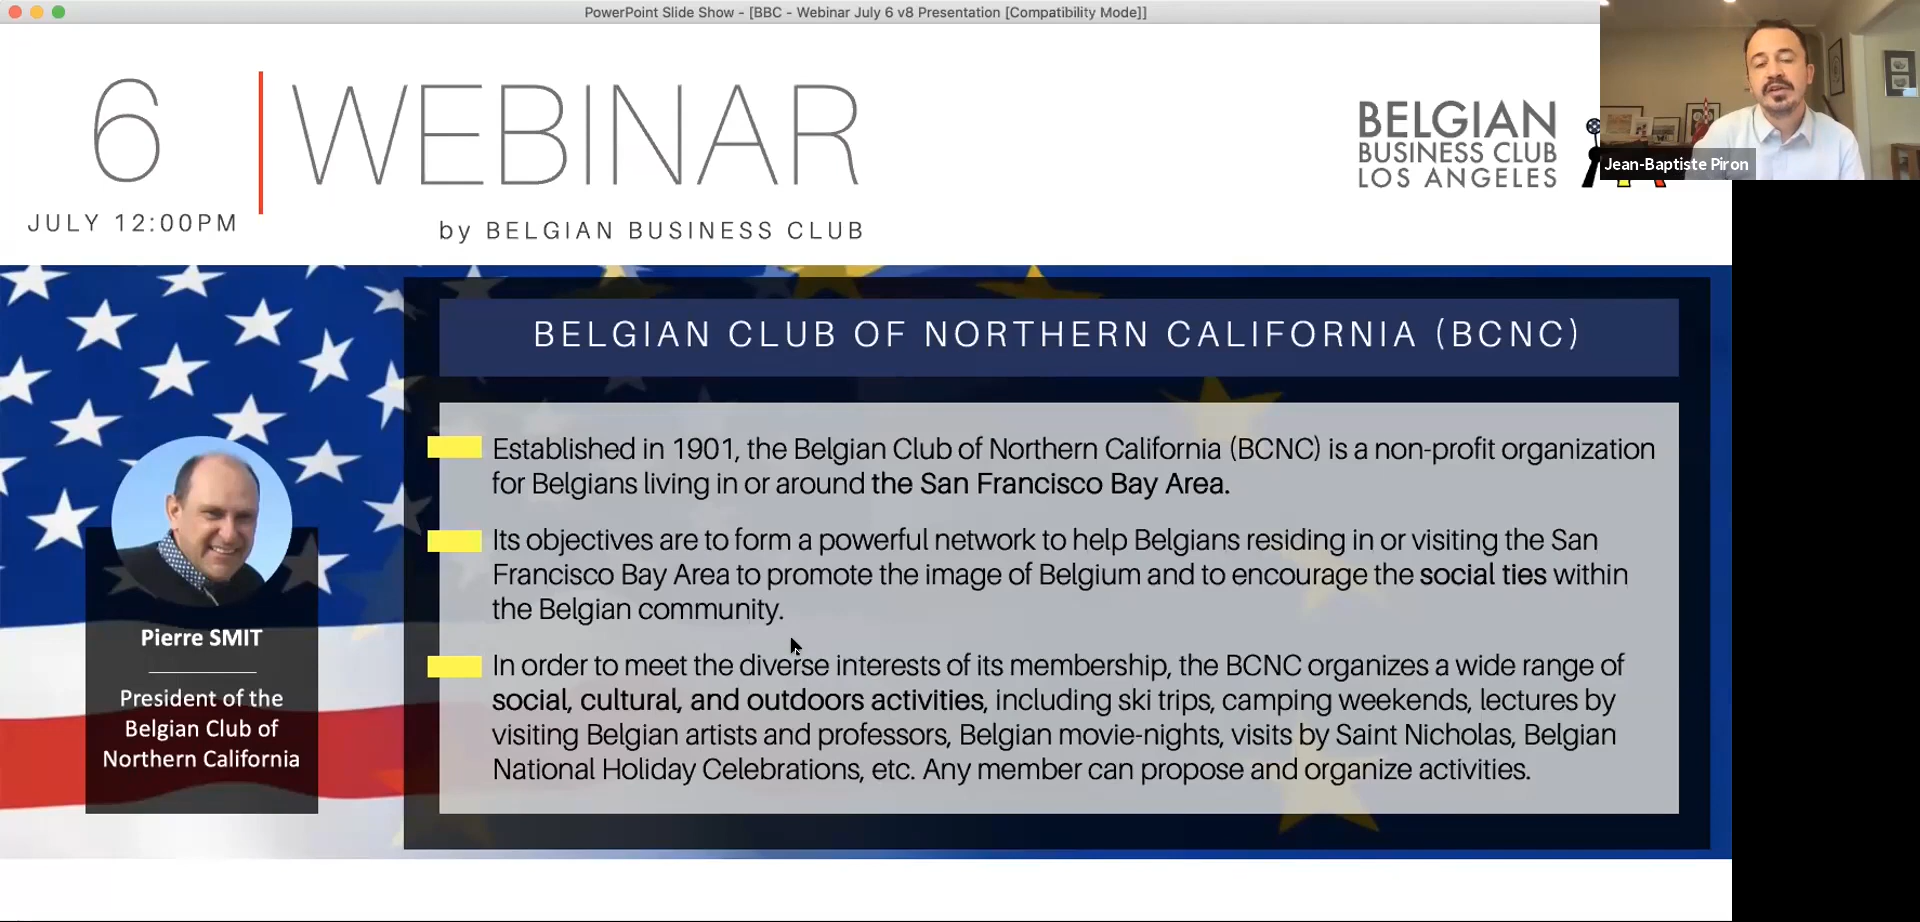 PowerPoint Slide Show - [BBC - Webinar July 6 v8 Presentation [Compatibility Mode]]
6
JULY 12:00PM
WEBINAR
by BELGIAN BUSINESS CLUB
BELGIAN
BUSINESS CLUB
LOS ANGELES
Jean-Baptiste Piron
BELGIAN CLUB OF NORTHERN CALIFORNIA (BCNC)
Established in 1901, the Belgian Club of Northern California (BCNC) is a non-profit organization
for Belgians living in or around the San Francisco Bay Area.
Its objectives are to form a powerful network to help Belgians residing in or visiting the San
Francisco Bay Area to promote the image of Belgium and to encourage the social ties within
the Belgian community.
In order to meet the diverse interests of its membership, the BCNC organizes a wide range of
social, cultural, and outdoors activities, including ski trips, camping weekends, lectures by
visiting Belgian artists and professors, Belgian movie-nights, visits by Saint Nicholas, Belgian
National Holiday Celebrations, etc. Any member can propose and organize activities.
Pierre SMIT
President of the
Belgian Club of
Northern California